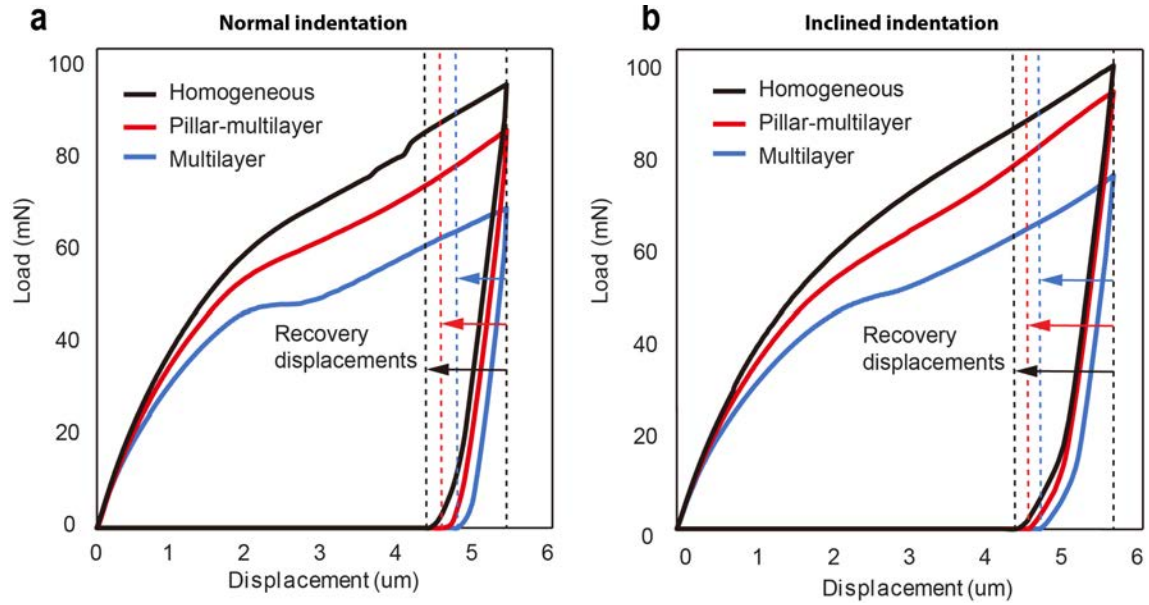 a
Normal indentation
100
80
60
40
20
0
Load (mN)
Homogeneous
Pillar-multilayer
Multilayer
Recovery
displacements
0 1 2 3 4 5 6
Displacement (um)
b
Inclined indentation
100
80
60
40
20
0
Load (mN)
Homogeneous
Pillar-multilayer
Multilayer
Recovery
displacements
0 1 2 3 4 5 6
Displacement (um)